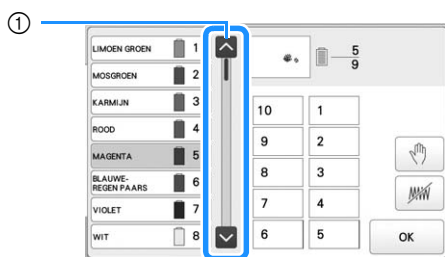 ①
LIMOEN GROEN 1
MOSGROEN 2
KARMIJN 3
ROOD 4
MAGENTA 5
BLAUWE-
REGEN PAARS 6
VIOLET 7
WIT 8
5
9
10 1
9 2
8 3
7 4
6 5
OK